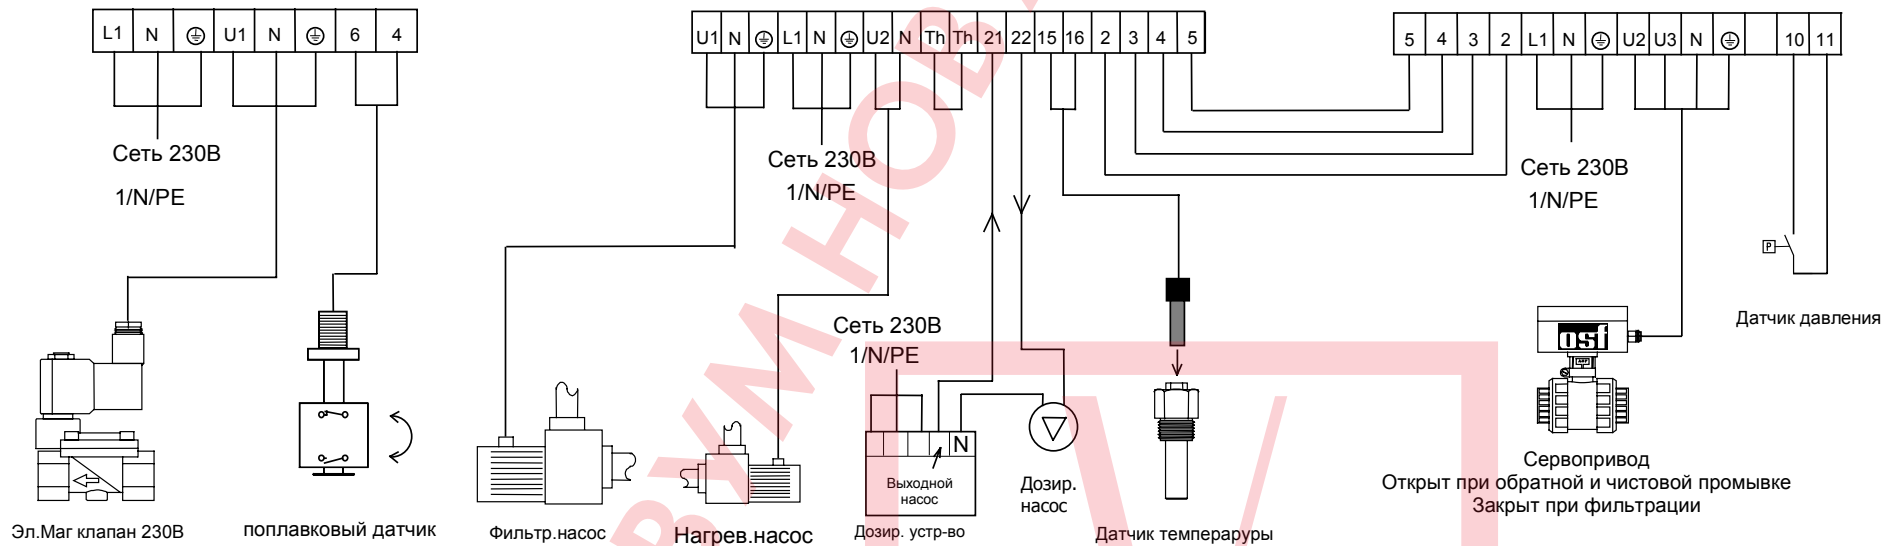 L1 N U1 N 6 4
U1 N L1 N U2 N Th Th 21 22 15 16 2 3 4 5
5 4 3 2 L1 N U2 U3 N 10 11
Сеть 230В
1/N/PE
Сеть 230В
1/N/PE
Сеть 230В
1/N/PE
Сеть 230В
1/N/PE
P
Датчик давления
osf
N
Выходной
насос
Дозир.
насос
Сервопривод
Открыт при обратной и чистовой промывке
Закрыт при фильтрации
Эл.Маг клапан 230В
поплавковый датчик
Фильтр.насос
Нагрев.насос
Дозир. устр-во
Датчик темпераруры
ВУМНОВ